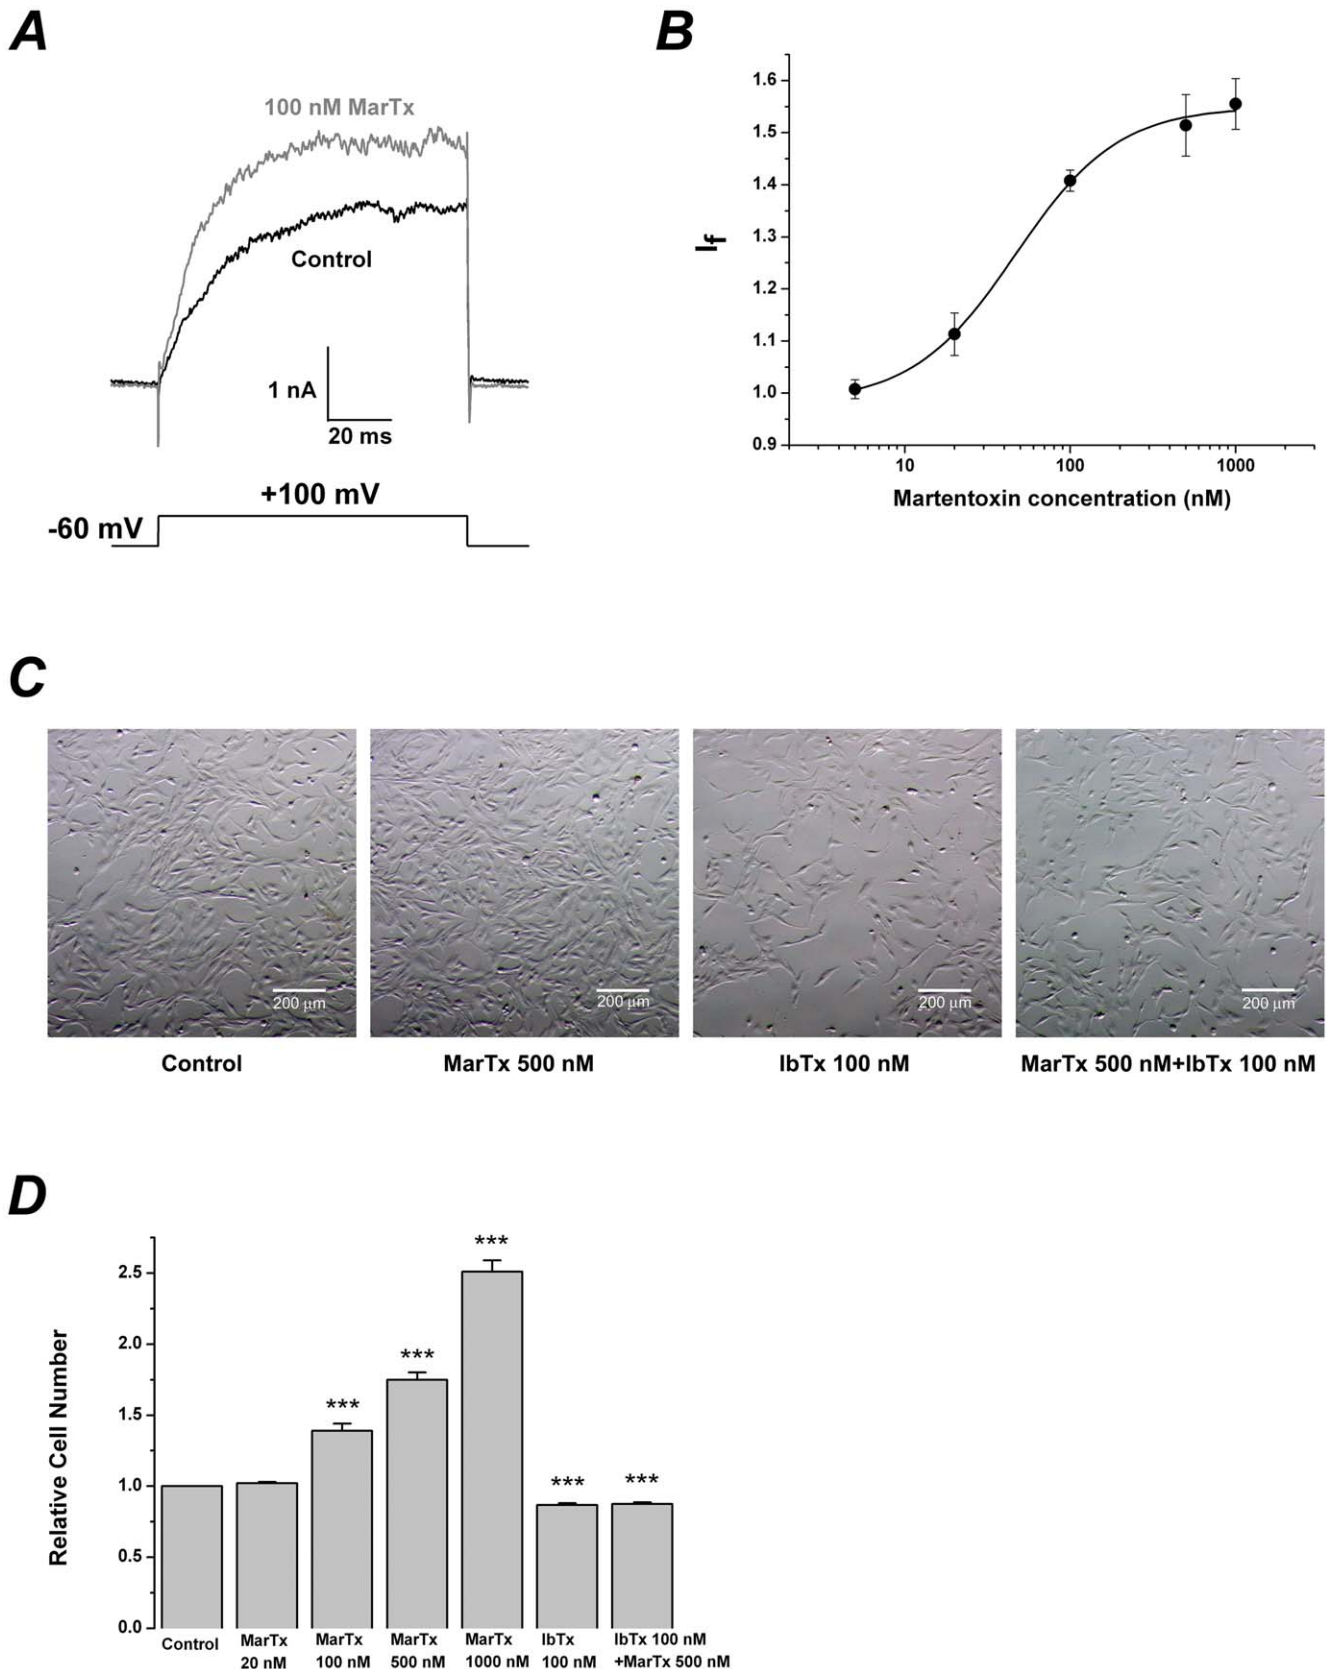 A
100 nM MarTx
Control
1 nA
20 ms
+100 mV
-60 mV
B
1.6
1.5
1.4
1.3
1.2
1.1
1.0
0.9
If
10
100
1000
Martentoxin concentration (nM)
C
200 µm
200 µm
200 µm
200 µm
Control
MarTx 500 nM
IbTx 100 nM
MarTx 500 nM+IbTx 100 nM
D
Relative Cell Number
2.5
2.0
1.5
1.0
0.5
0.0
***
***
***
***
***
Control
MarTx
20 nM
MarTx
100 nM
MarTx
500 nM
MarTx
1000 nM
IbTx
100 nM
IbTx 100 nM
+MarTx 500 nM